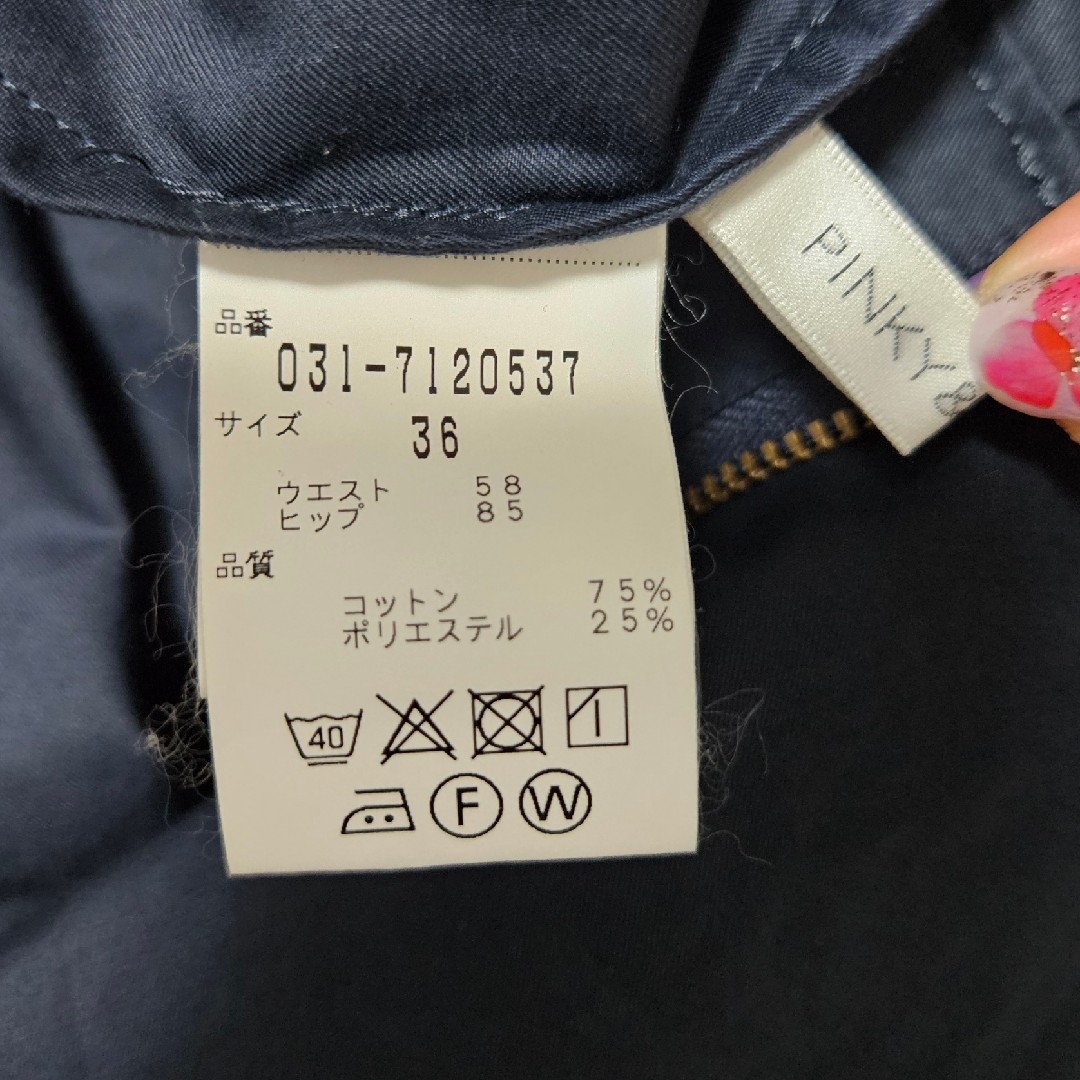 品番
031-7120537
サイズ
36
ウエスト 58
ヒップ 85
品質
コットン 75%
ポリエステル 25%
40
F W
PINKY&